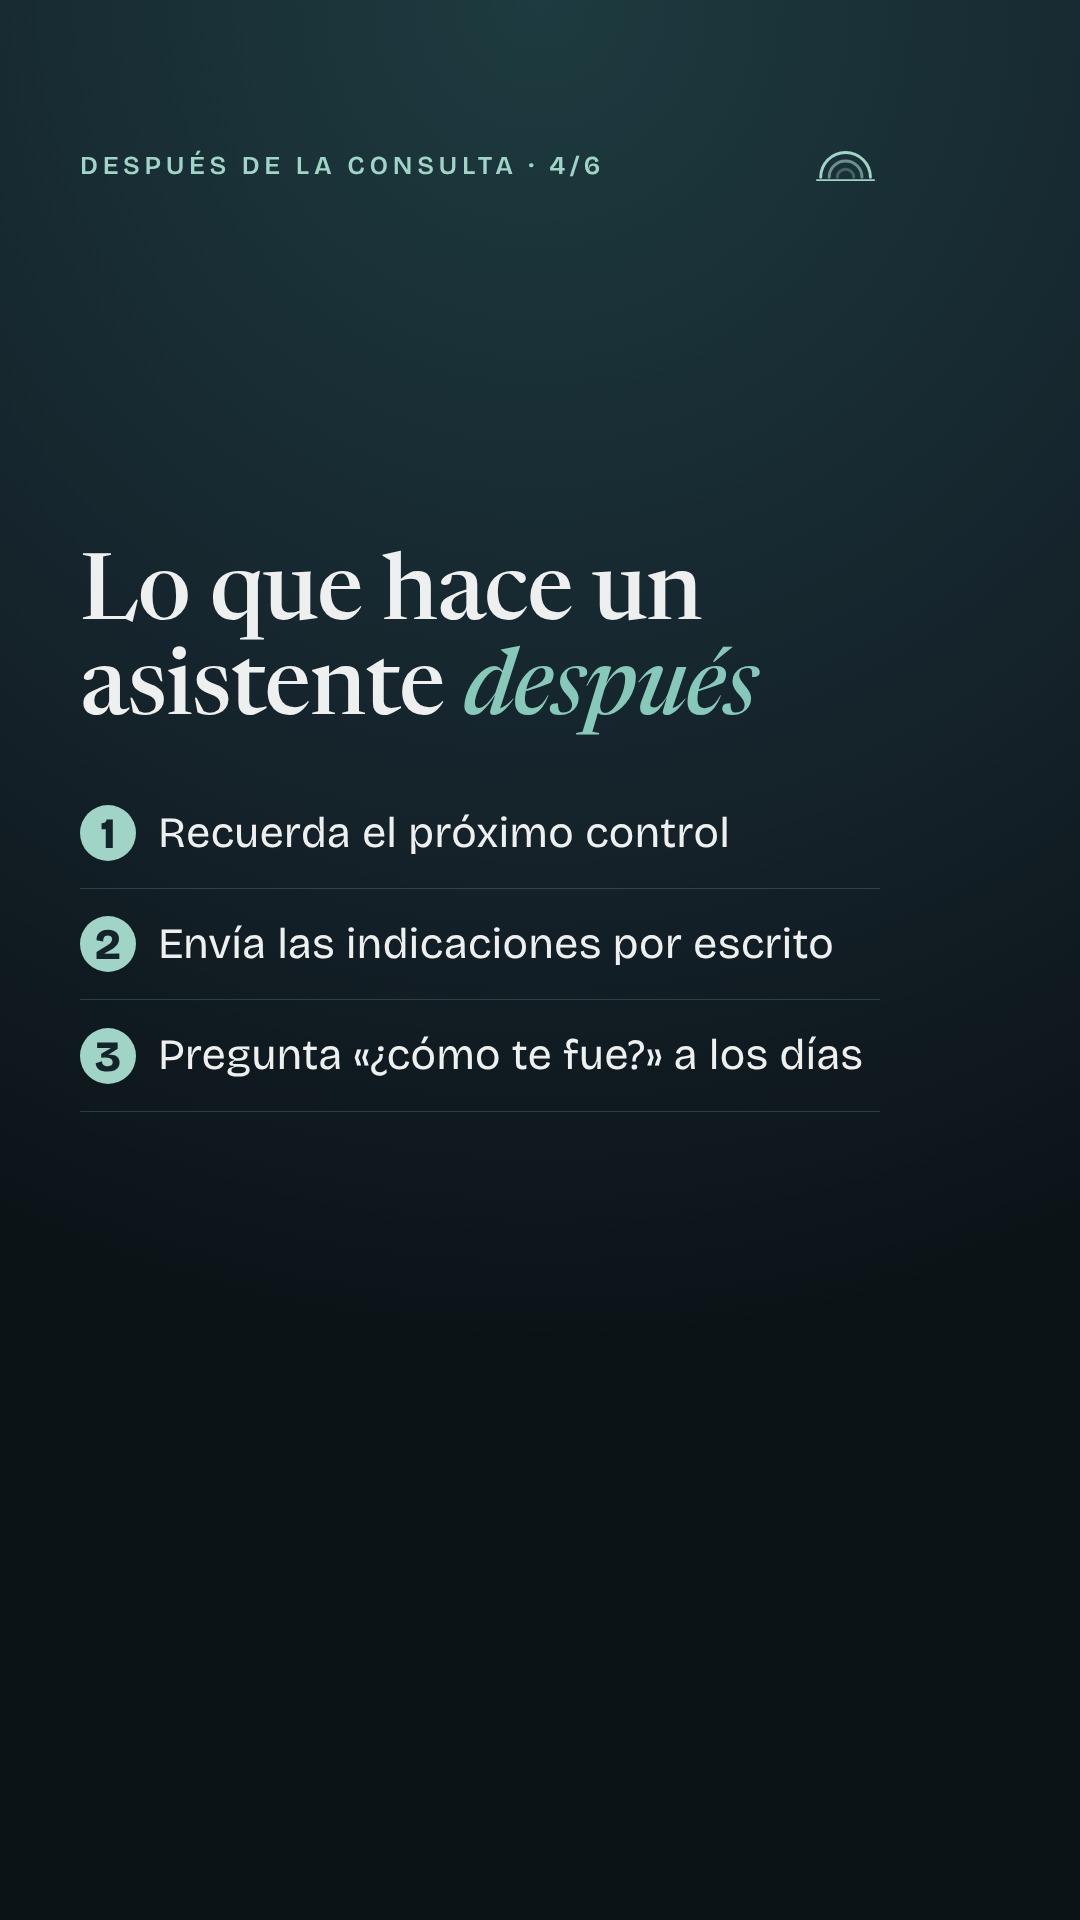 DESPUÉS DE LA CONSULTA · 4/6
Lo que hace un
asistente después
1 Recuerda el próximo control
2 Envía las indicaciones por escrito
3 Pregunta «¿cómo te fue?» a los días